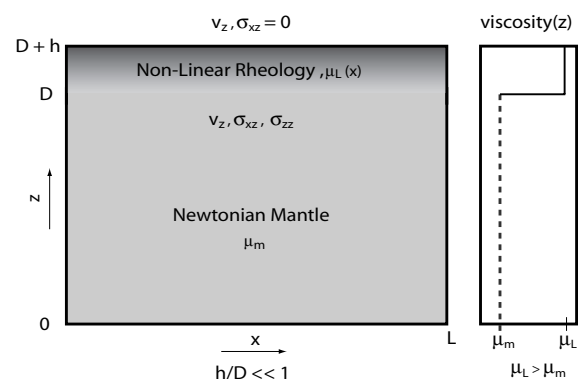 v_z , σ_xz = 0
viscosity(z)
D + h
Non-Linear Rheology , μ_L (x)
D
v_z , σ_xz , σ_zz
z
Newtonian Mantle
μ_m
0
x
L
μ_m
μ_L
h/D << 1
μ_L > μ_m